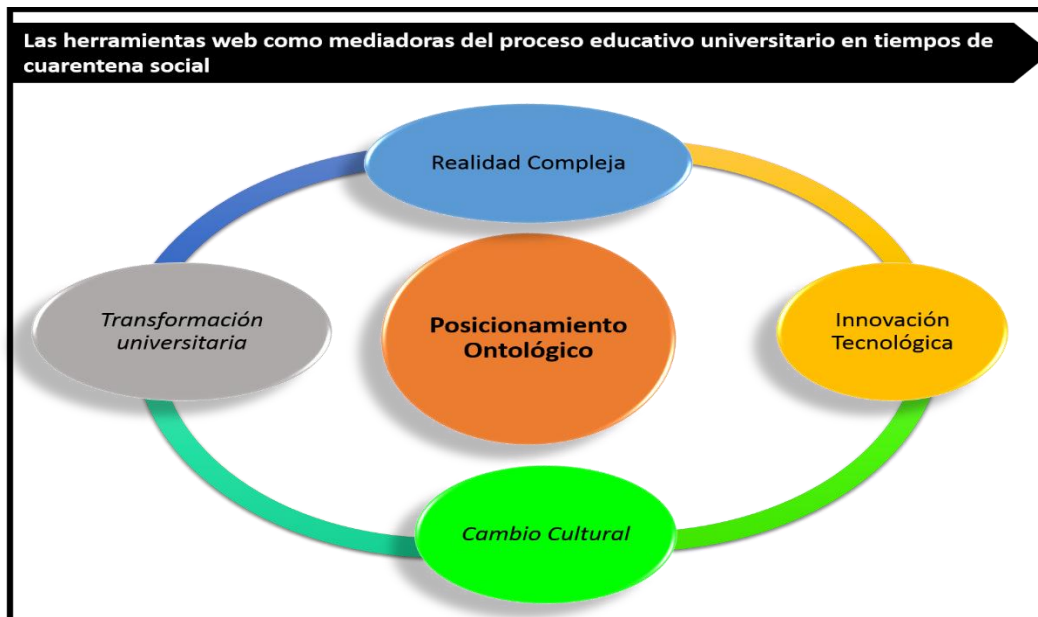 Las herramientas web como mediadoras del proceso educativo universitario en tiempos de
cuarentena social
Realidad Compleja
Transformación
universitaria
Posicionamiento
Ontológico
Innovación
Tecnológica
Cambio Cultural